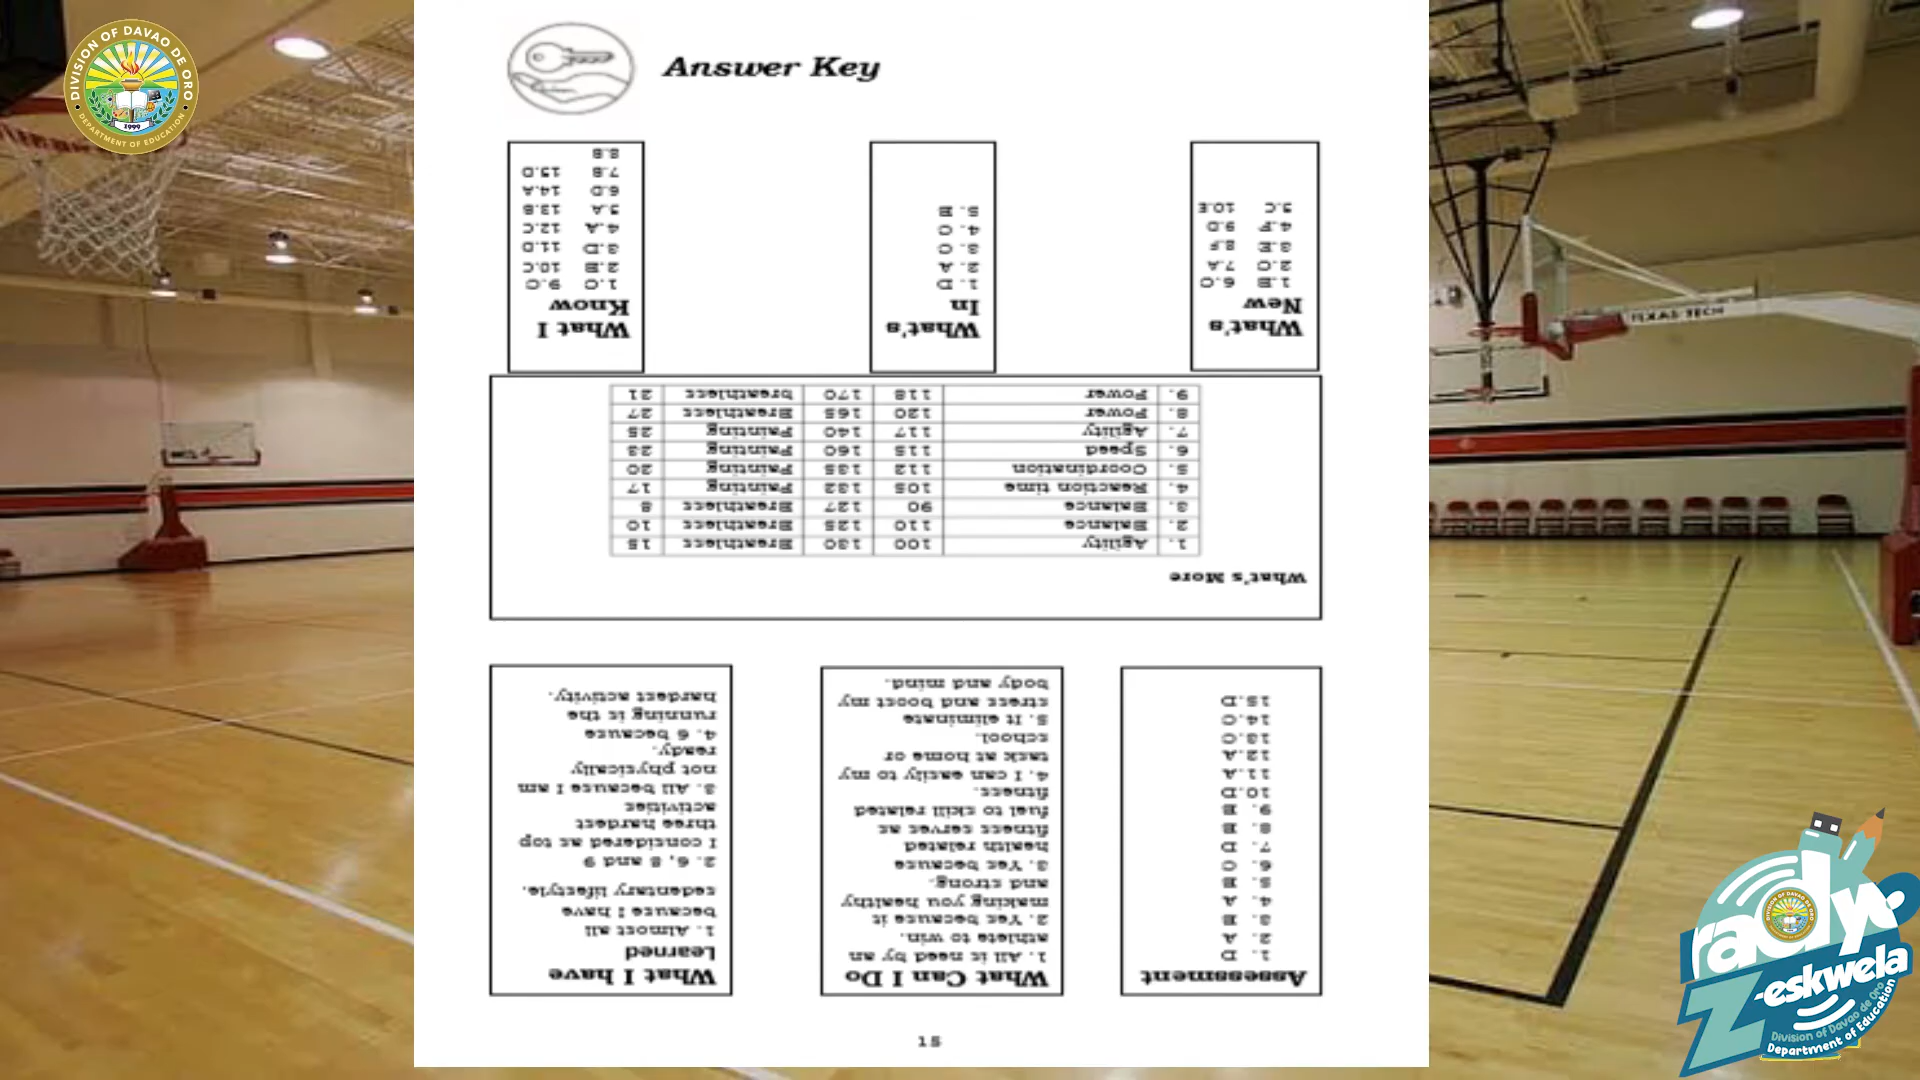 DIVISION OF DAVAO DE ORO
1999
DEPARTMENT OF EDUCATION
Answer Key
What I
Know
1.C 9.C
2.B 10.C
3.D 11.D
4.A 12.C
5.A 13.B
6.D 14.A
7.B 15.D
8.B
What's
In
1. D
2. A
3. C
4. C
5. B
What's
New
1.B 6.C
2.C 7.A
3.E 8.F
4.F 9.D
5.C 10.E
What's More
1. Agility 100 130 Breathless 15
2. Balance 110 125 Breathless 10
3. Balance 90 127 Breathless 8
4. Reaction time 105 132 Painting 17
5. Coordination 112 135 Painting 20
6. Speed 115 160 Painting 23
7. Agility 117 140 Painting 25
8. Power 120 165 Breathless 27
9. Power 118 170 breathless 21
What I have
Learned
1. Almost all
because I have
sedentary lifestyle.
2. 6, 8 and 9
I considered as top
three hardest
activities
3. All because I am
not physically
ready.
4. 6 because
running is the
hardest activity.
What Can I Do
1. All is need by an
athlete to win.
2. Yes because it
making you healthy
and strong.
3. Yes because
health related
fitness serves as
fuel to skill related
fitness.
4. I can easily to my
task at home or
school.
5. It eliminate
stress and boost my
body and mind.
Assessment
1. D
2. A
3. B
4. A
5. B
6. C
7. D
8. B
9. B
10.D
11.A
12.A
13.C
14.C
15.D
15
TEXAS TECH
radyo
Z-eskwela
Division of Davao de Oro
Department of Education